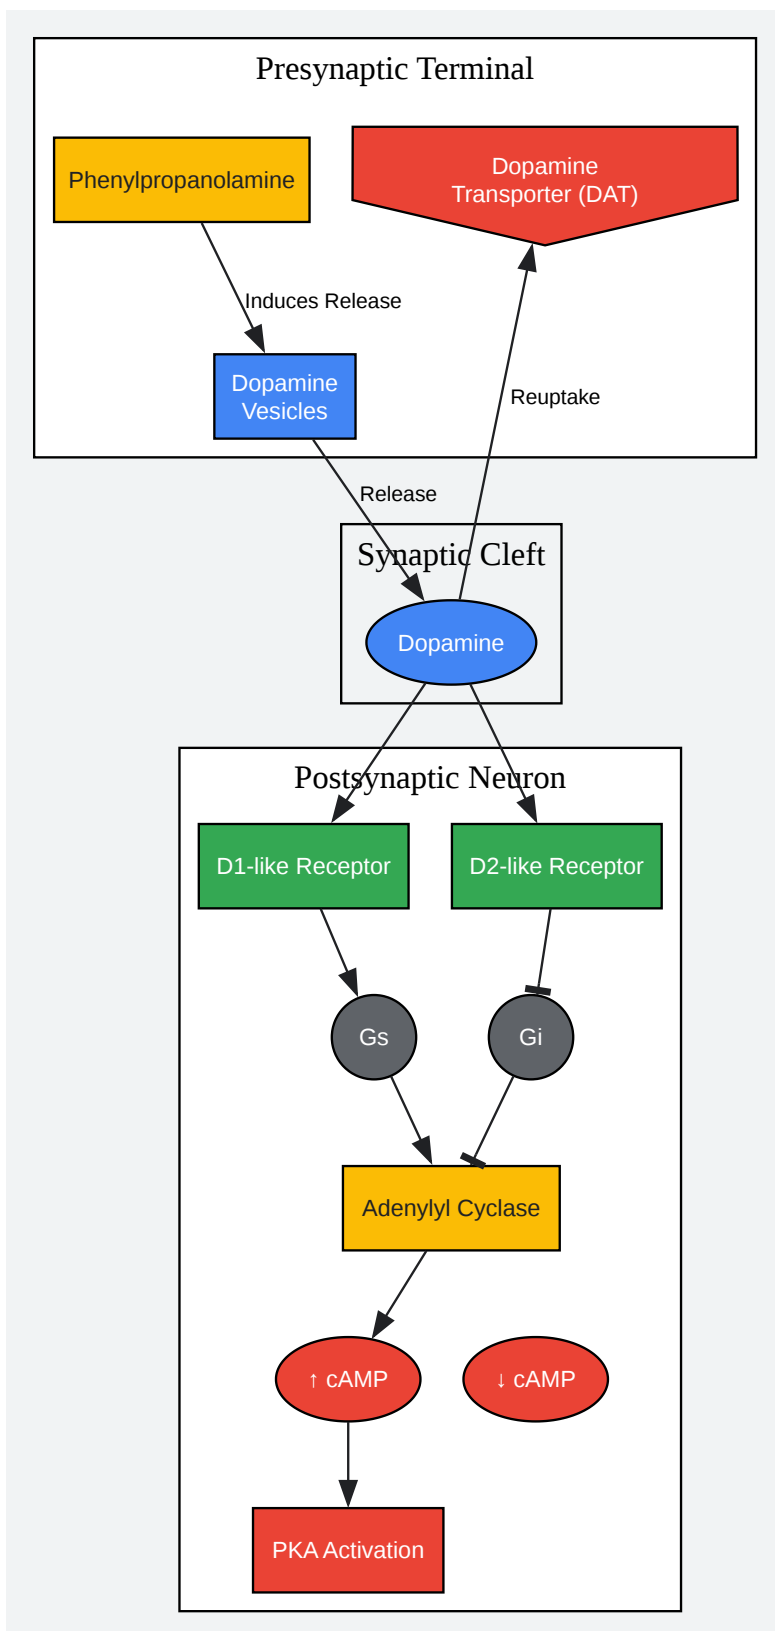 Presynaptic Terminal
Phenylpropanolamine
Dopamine
Transporter (DAT)
Induces Release
Dopamine
Vesicles
Reuptake
Release
Synaptic Cleft
Dopamine
Postsynaptic Neuron
D1-like Receptor
D2-like Receptor
Gs
Gi
Adenylyl Cyclase
↑ cAMP
↓ cAMP
PKA Activation